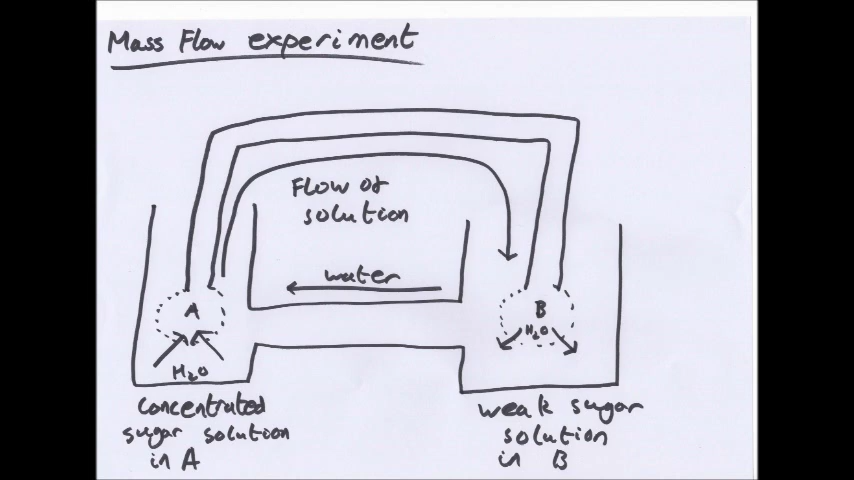 Mass Flow experiment
Flow of
solution
water
A
B
H₂O
H₂O
Concentrated
sugar solution
in A
weak sugar
solution
in B